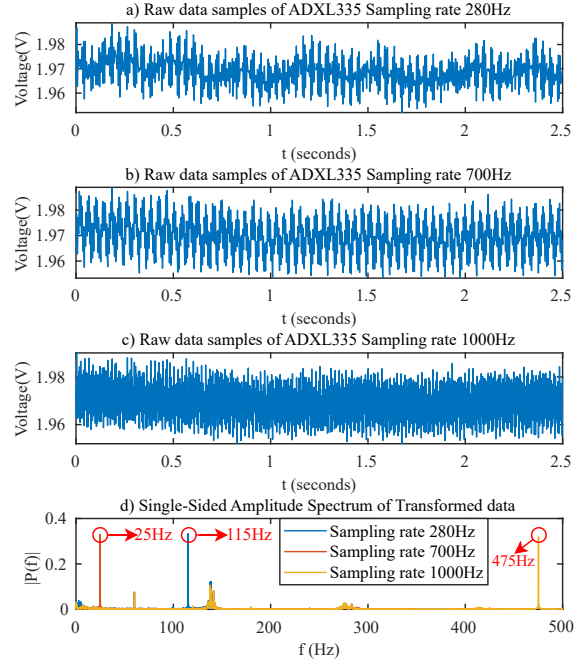 a) Raw data samples of ADXL335 Sampling rate 280Hz
Voltage(V)
1.98
1.97
1.96
0 0.5 1 1.5 2 2.5
t (seconds)
b) Raw data samples of ADXL335 Sampling rate 700Hz
Voltage(V)
1.98
1.97
1.96
0 0.5 1 1.5 2 2.5
t (seconds)
c) Raw data samples of ADXL335 Sampling rate 1000Hz
Voltage(V)
1.98
1.96
0 0.5 1 1.5 2 2.5
t (seconds)
d) Single-Sided Amplitude Spectrum of Transformed data
|P(f)|
0.4
0.2
0
25Hz
115Hz
475Hz
Sampling rate 280Hz
Sampling rate 700Hz
Sampling rate 1000Hz
0 100 200 300 400 500
f (Hz)